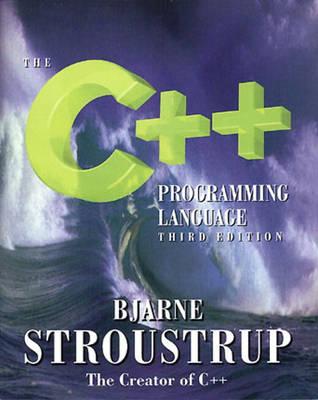 THE
C++
PROGRAMMING
LANGUAGE
THIRD EDITION
BJARNE
STROUSTRUP
The Creator of C++